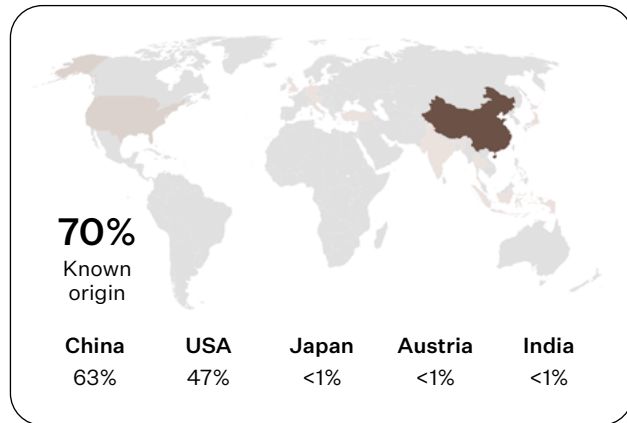 70%
Known
origin
China USA Japan Austria India
63% 47% <1% <1% <1%